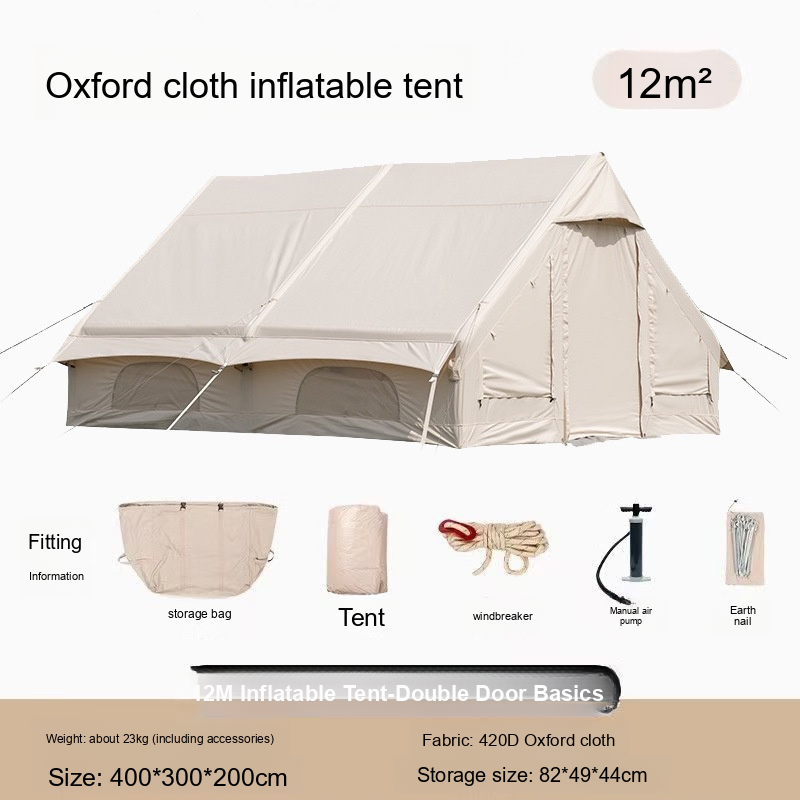 Oxford cloth inflatable tent
12m²
Fitting
Information
storage bag
Tent
windbreaker
Manual air
pump
Earth
nail
12M Inflatable Tent-Double Door Basics
Weight: about 23kg (including accessories)
Fabric: 420D Oxford cloth
Size: 400*300*200cm
Storage size: 82*49*44cm